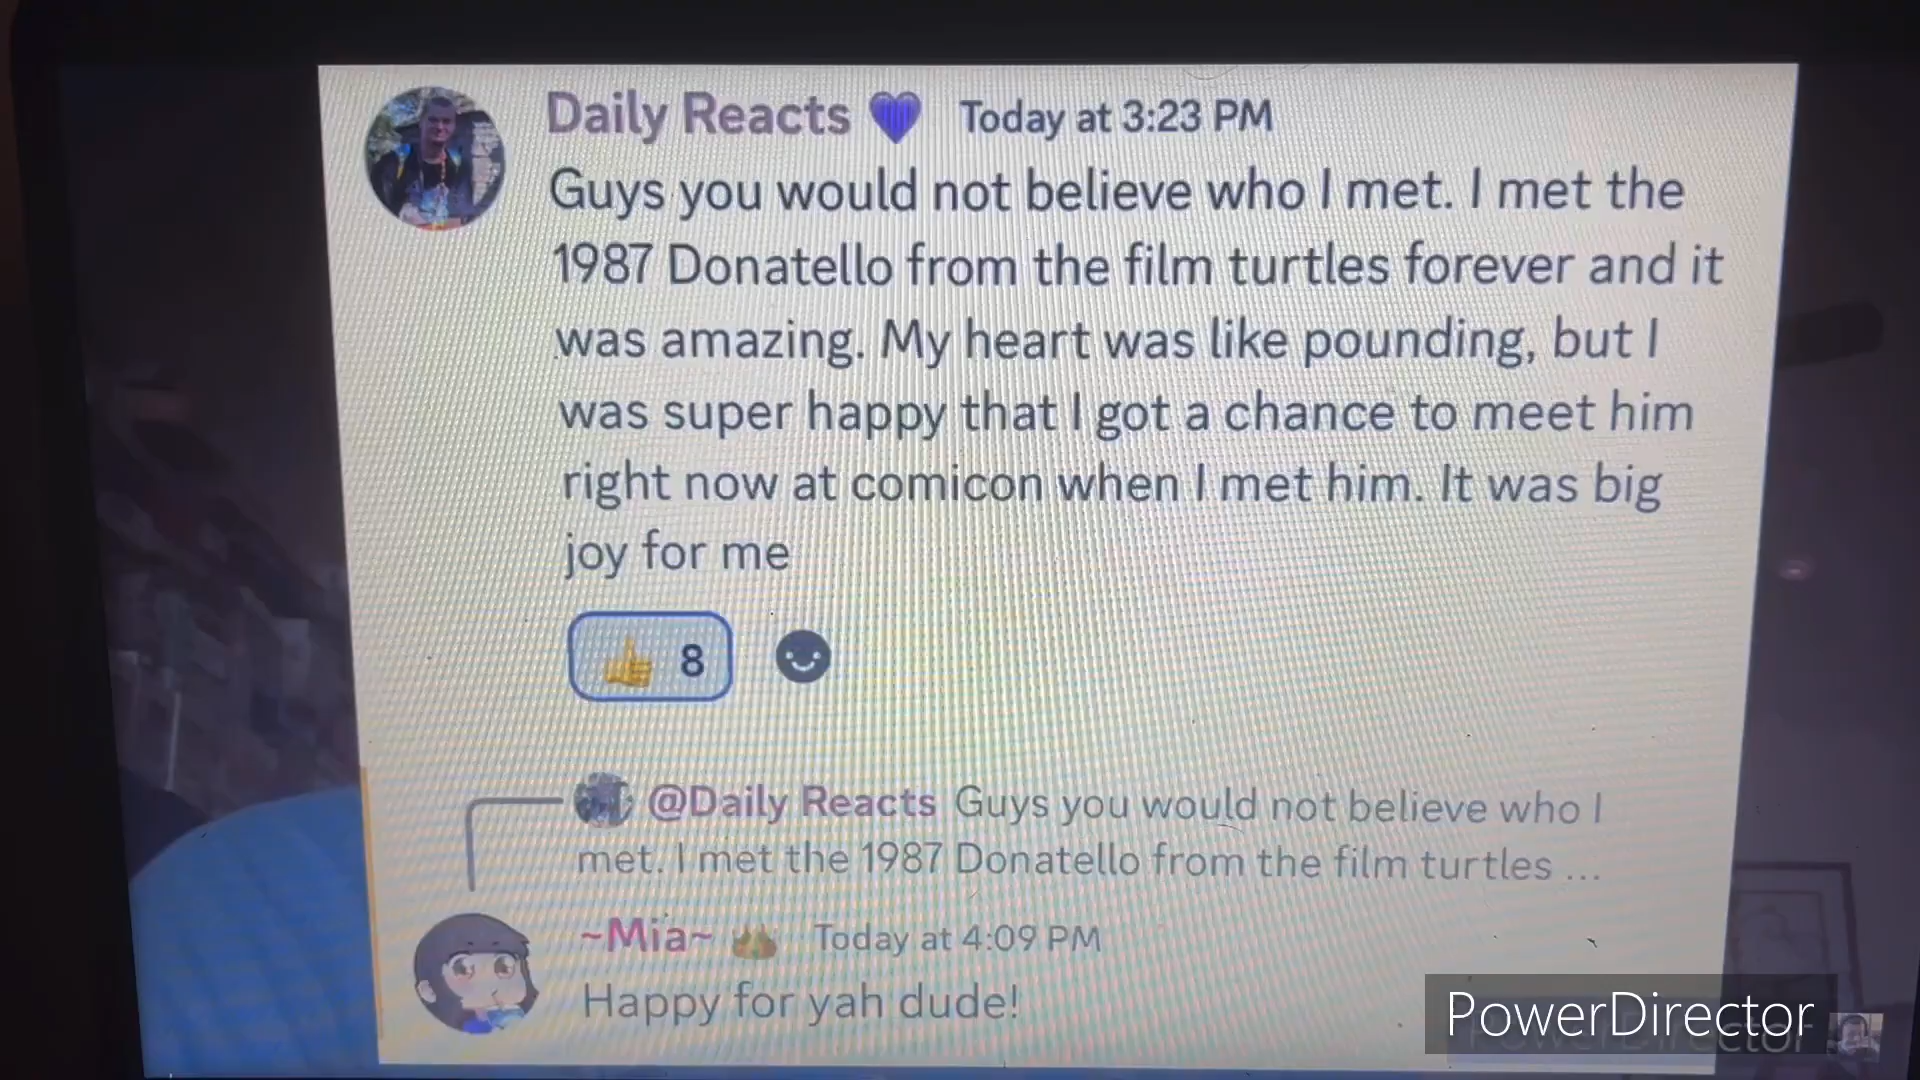 Daily Reacts 💜 Today at 3:23 PM
Guys you would not believe who I met. I met the
1987 Donatello from the film turtles forever and it
was amazing. My heart was like pounding, but I
was super happy that I got a chance to meet him
right now at comicon when I met him. It was big
joy for me
👍 8
@Daily Reacts Guys you would not believe who I
met. I met the 1987 Donatello from the film turtles ...
~Mia~ Today at 4:09 PM
Happy for yah dude!
PowerDirector
PowerDirector